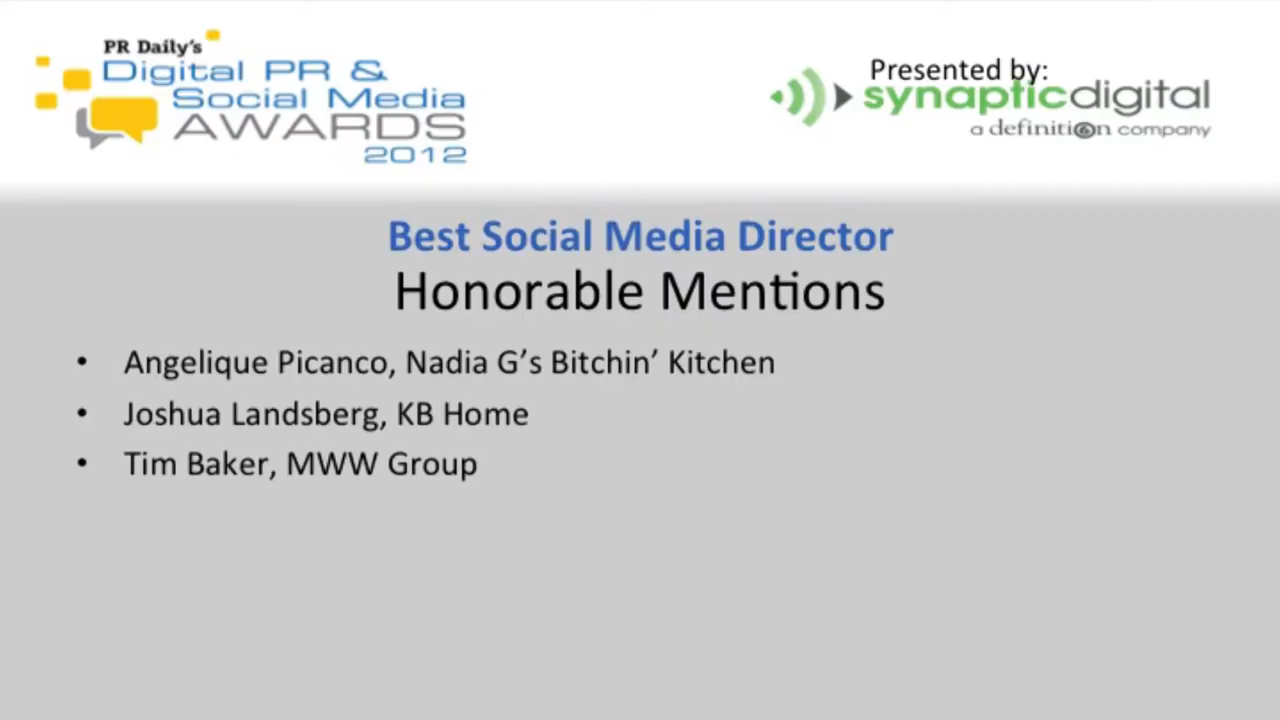 PR Daily's
Digital PR &
Social Media
AWARDS
2012
Presented by:
synapticdigital
a definition company
Best Social Media Director
Honorable Mentions
• Angelique Picanco, Nadia G’s Bitchin’ Kitchen
• Joshua Landsberg, KB Home
• Tim Baker, MWW Group